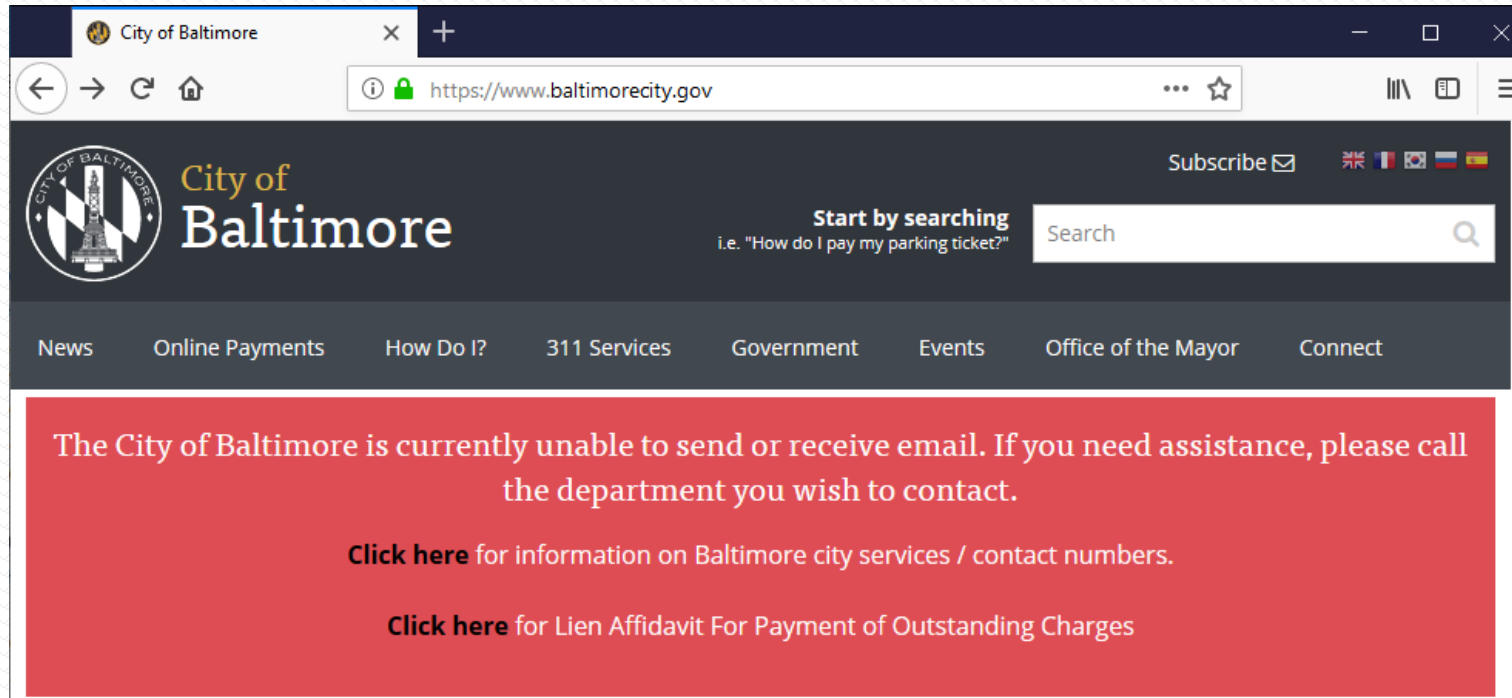 City of Baltimore
https://www.baltimorecity.gov
CITY OF BALTIMORE
City of
Baltimore
Subscribe
Start by searching
i.e. "How do I pay my parking ticket?"
Search
News Online Payments How Do I? 311 Services Government Events Office of the Mayor Connect
The City of Baltimore is currently unable to send or receive email. If you need assistance, please call
the department you wish to contact.
Click here for information on Baltimore city services / contact numbers.
Click here for Lien Affidavit For Payment of Outstanding Charges